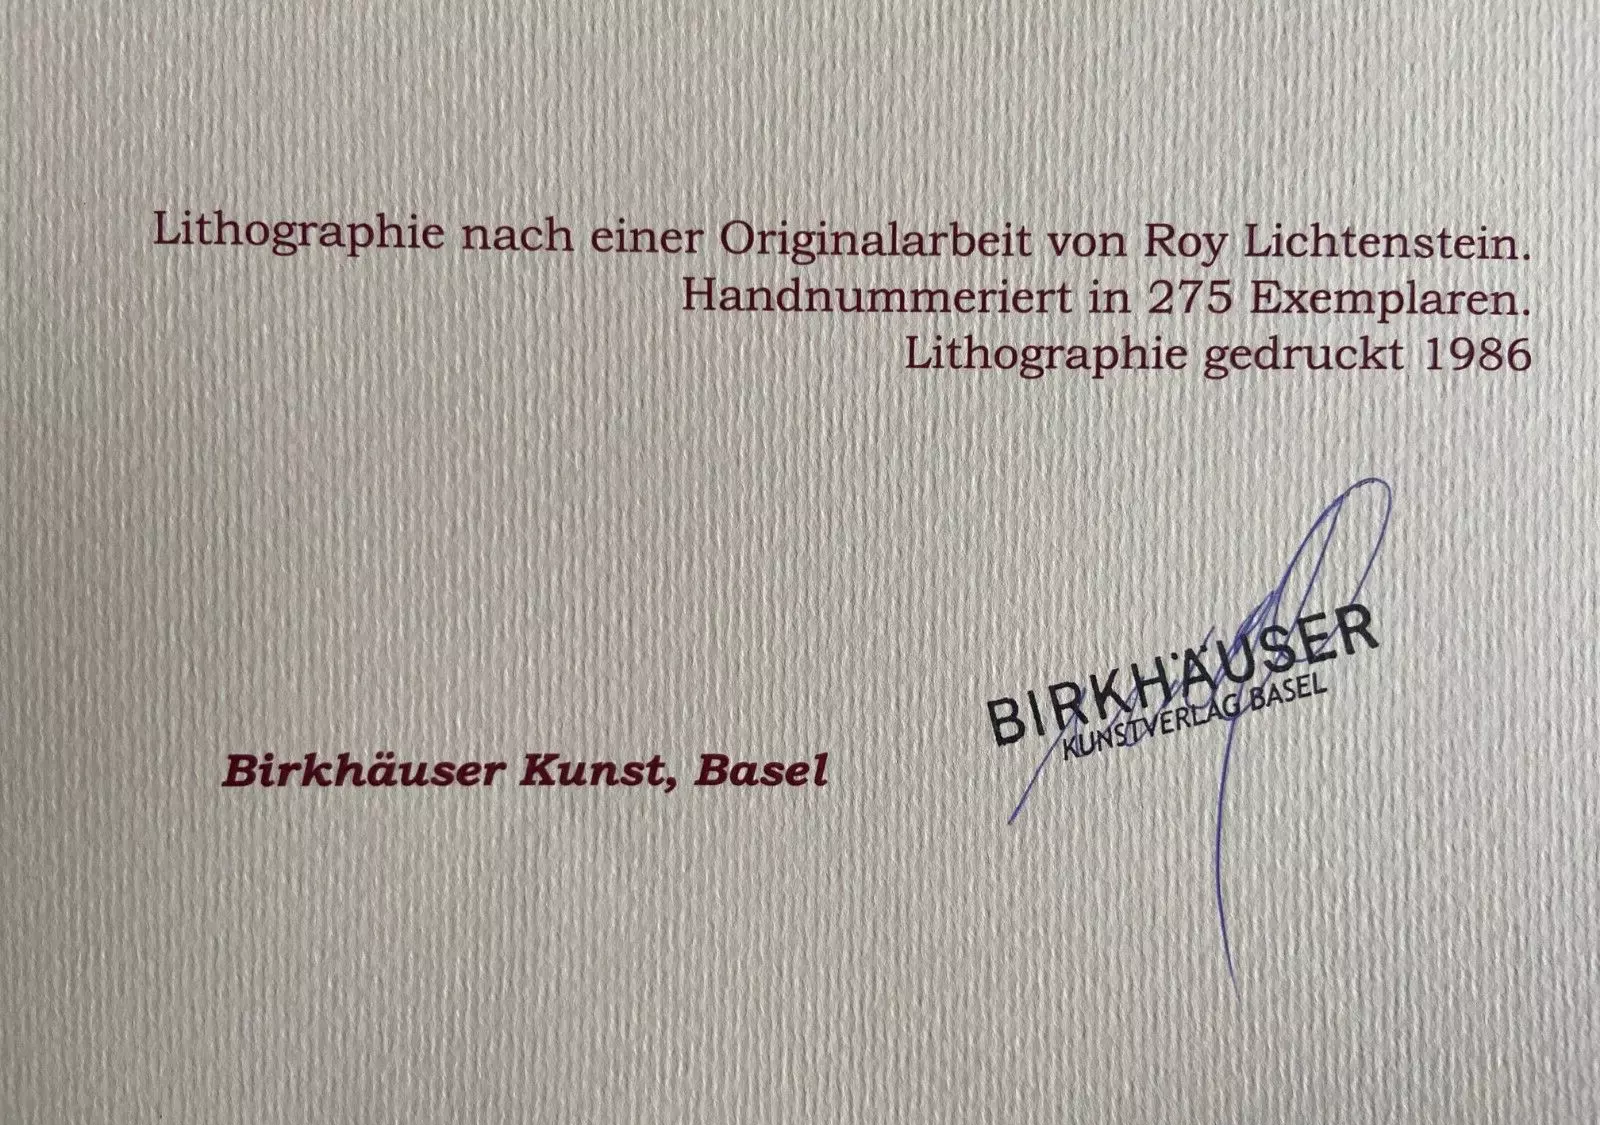 Lithographie nach einer Originalarbeit von Roy Lichtenstein.
Handnummeriert in 275 Exemplaren.
Lithographie gedruckt 1986
BIRKHÄUSER
KUNSTVERLAG BASEL
Birkhäuser Kunst, Basel